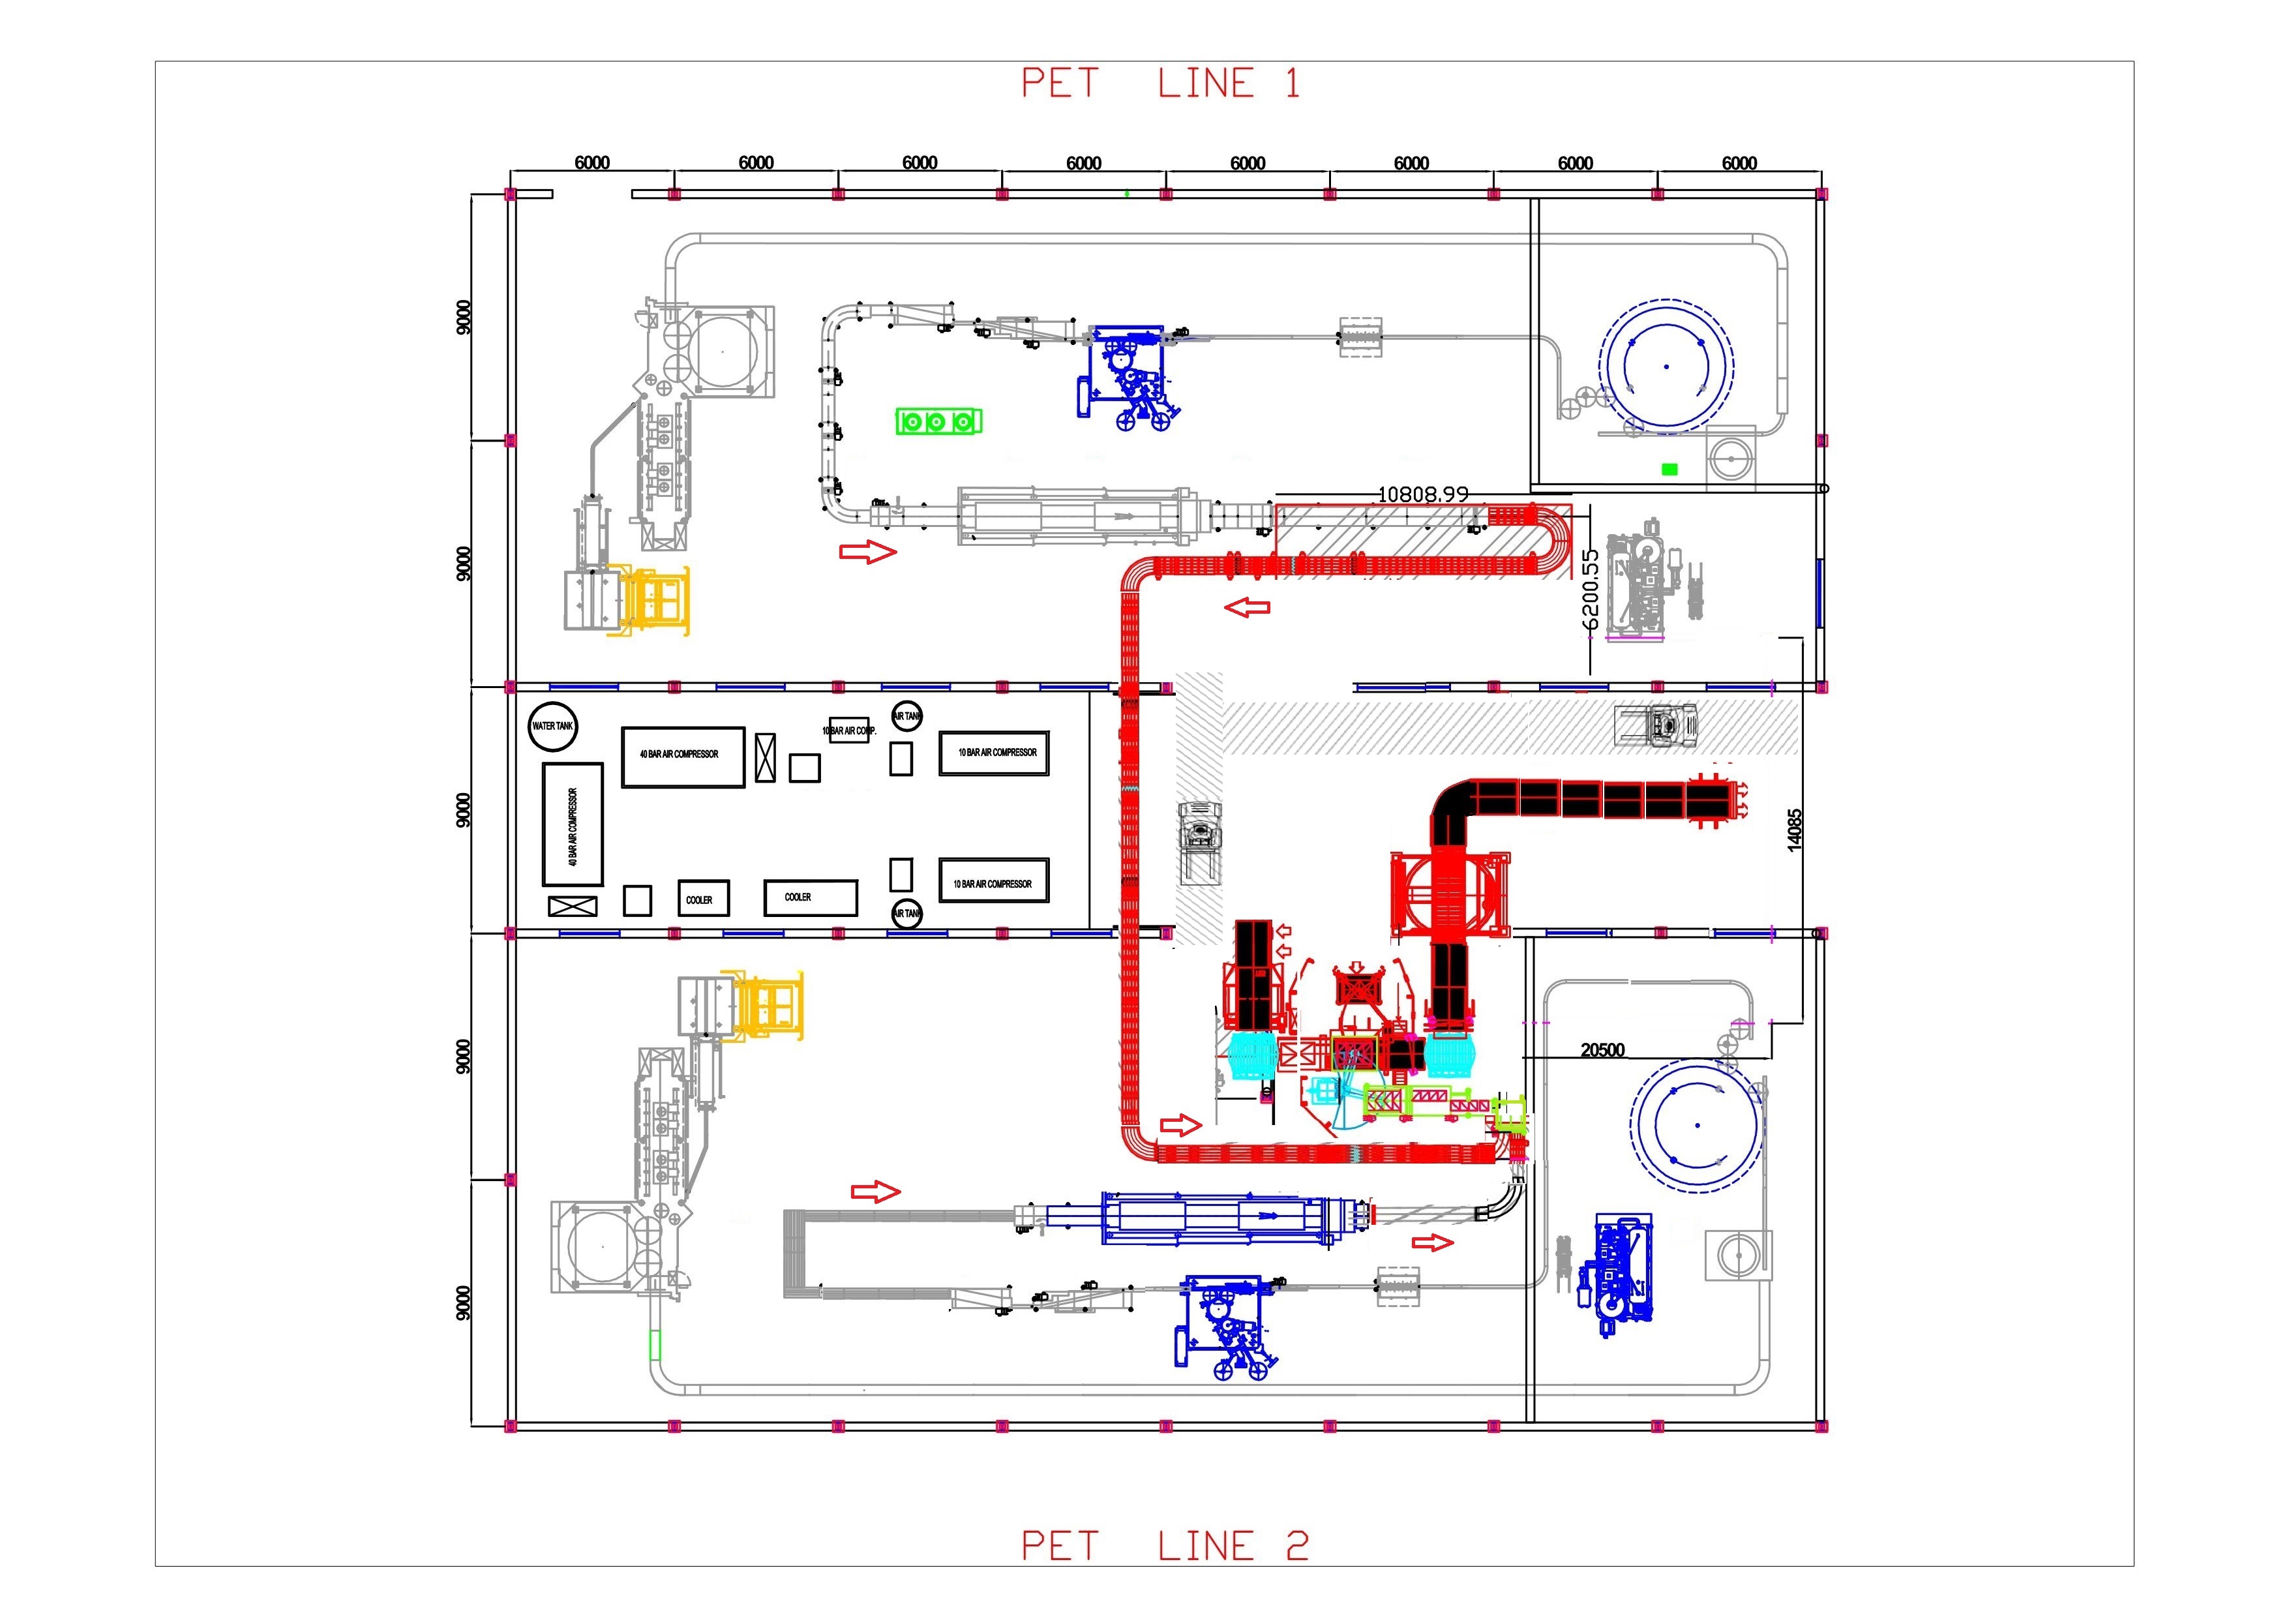 PET LINE 1
6000 6000 6000 6000 6000 6000 6000 6000
9000
10808.99
9000
6200.55
WATER TANK
AIR TANK
10 BAR AIR COMP.
40 BAR AIR COMPRESSOR
10 BAR AIR COMPRESSOR
9000
40 BAR AIR COMPRESSOR
14085
COOLER
COOLER
10 BAR AIR COMPRESSOR
AIR TANK
9000
20500
9000
PET LINE 2